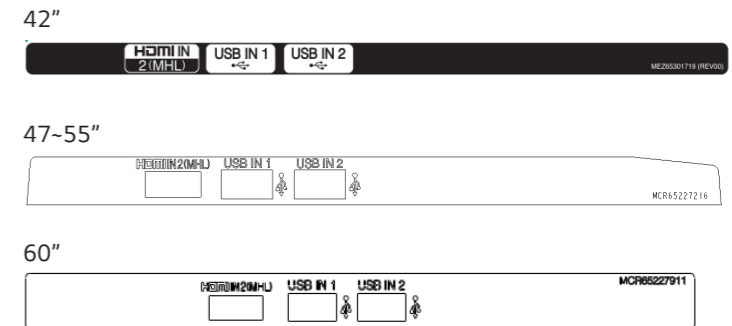 42”
HDMI IN USB IN 1 USB IN 2
2(MHL)
MEZ65301719 (REV00)
47~55”
HDMI IN 2(MHL) USB IN 1 USB IN 2
MCR65227216
60”
HDMI IN 2(MHL) USB IN 1 USB IN 2 MCR65227911